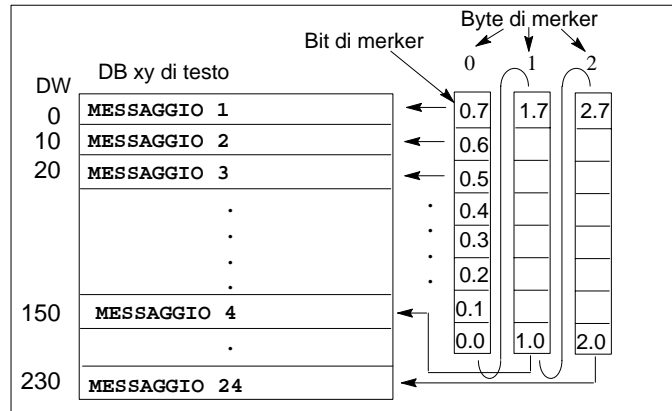 Byte di merker
Bit di merker
0 1 2
DW
DB xy di testo
0 MESSAGGIO 1 0.7 1.7 2.7
10 MESSAGGIO 2 0.6
20 MESSAGGIO 3 0.5
0.4
0.3
0.2
150 MESSAGGIO 4 0.1
0.0 1.0 2.0
230 MESSAGGIO 24